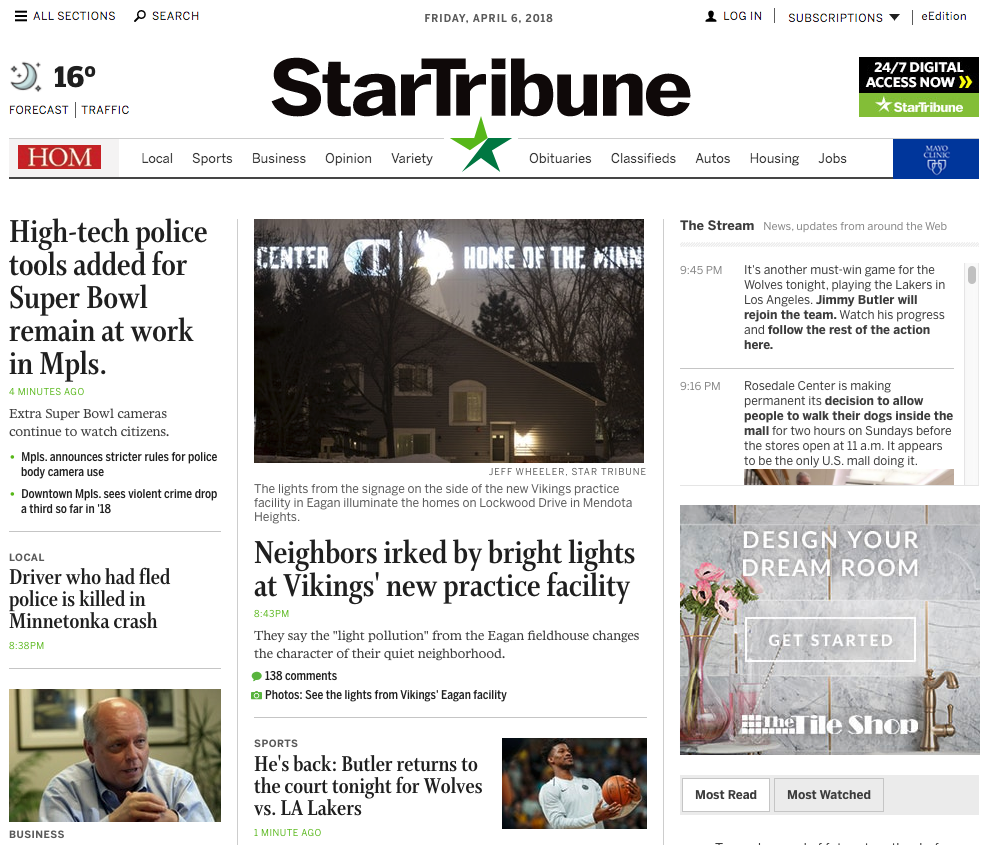 ALL SECTIONS
SEARCH
FRIDAY, APRIL 6, 2018
LOG IN
SUBSCRIPTIONS
eEdition
16º
FORECAST
TRAFFIC
StarTribune
24/7 DIGITAL
ACCESS NOW
StarTribune
HOM
Local
Sports
Business
Opinion
Variety
Obituaries
Classifieds
Autos
Housing
Jobs
MAYO
CLINIC
High-tech police
tools added for
Super Bowl
remain at work
in Mpls.
4 MINUTES AGO
Extra Super Bowl cameras
continue to watch citizens.
• Mpls. announces stricter rules for police
body camera use
• Downtown Mpls. sees violent crime drop
a third so far in '18
LOCAL
Driver who had fled
police is killed in
Minnetonka crash
8:38PM
BUSINESS
CENTER
HOME OF THE MINN
JEFF WHEELER, STAR TRIBUNE
The lights from the signage on the side of the new Vikings practice
facility in Eagan illuminate the homes on Lockwood Drive in Mendota
Heights.
Neighbors irked by bright lights
at Vikings' new practice facility
8:43PM
They say the "light pollution" from the Eagan fieldhouse changes
the character of their quiet neighborhood.
138 comments
Photos: See the lights from Vikings' Eagan facility
SPORTS
He's back: Butler returns to
the court tonight for Wolves
vs. LA Lakers
1 MINUTE AGO
The Stream
News, updates from around the Web
9:45 PM
It's another must-win game for the
Wolves tonight, playing the Lakers in
Los Angeles. Jimmy Butler will
rejoin the team. Watch his progress
and follow the rest of the action
here.
9:16 PM
Rosedale Center is making
permanent its decision to allow
people to walk their dogs inside the
mall for two hours on Sundays before
the stores open at 11 a.m. It appears
to be the only U.S. mall doing it.
DESIGN YOUR
DREAM ROOM
GET STARTED
The Tile Shop
Most Read
Most Watched